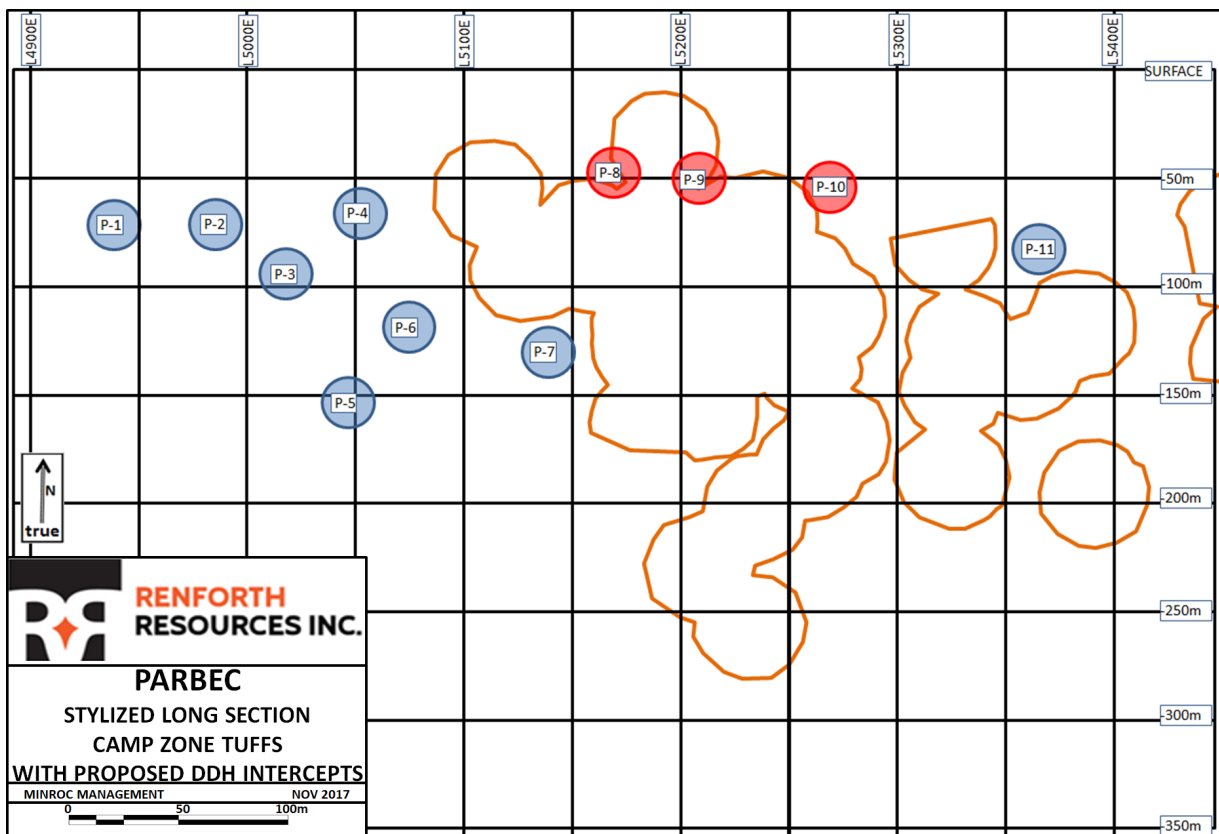 L4900E
L5000E
L5100E
L5200E
L5300E
L5400E
SURFACE
P-8
-50m
P-9
P-10
P-4
P-1
P-2
P-11
P-3
-100m
P-6
P-7
-150m
P-5
N
true
-200m
-250m
RENFORTH
RESOURCES INC.
PARBEC
STYLIZED LONG SECTION
CAMP ZONE TUFFS
WITH PROPOSED DDH INTERCEPTS
-300m
MINROC MANAGEMENT NOV 2017
0 50 100m
-350m